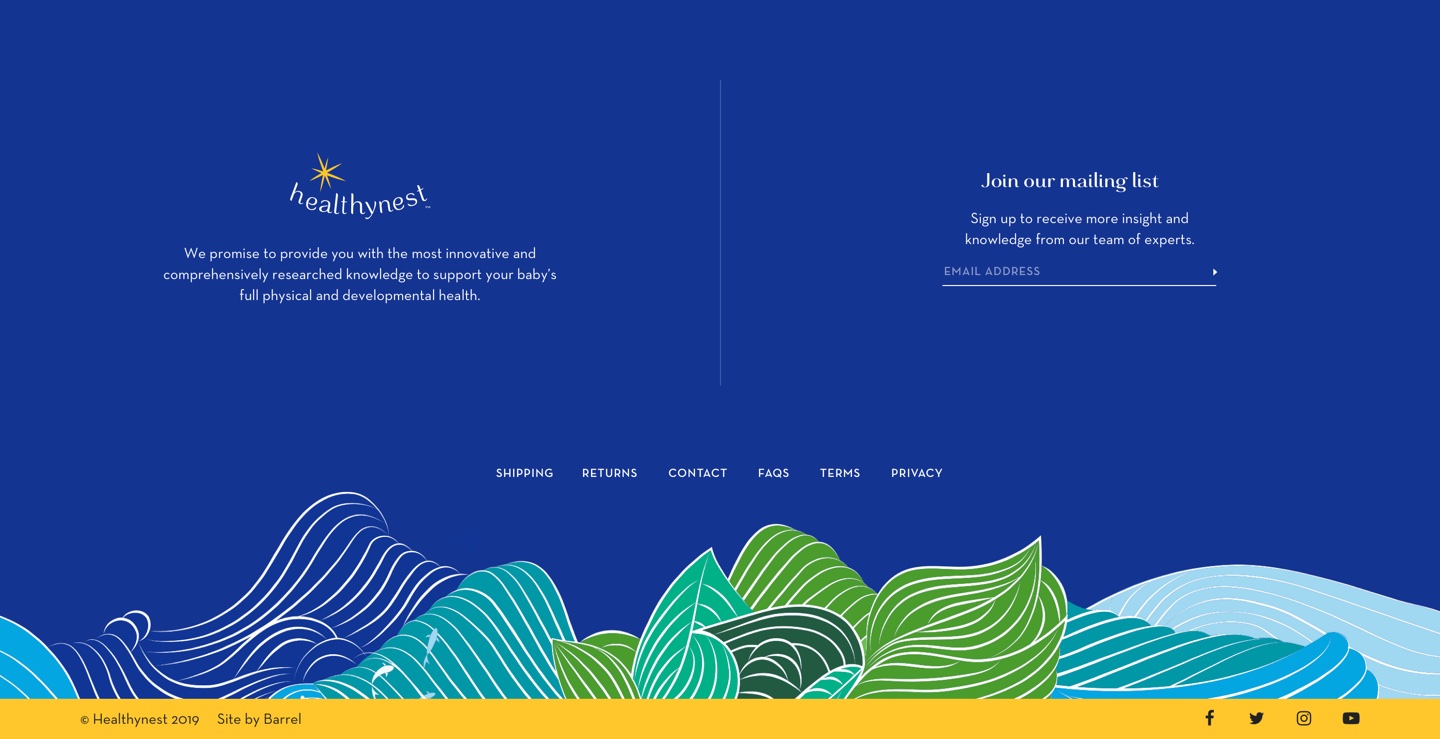 healthynest™
We promise to provide you with the most innovative and
comprehensively researched knowledge to support your baby's
full physical and developmental health.
Join our mailing list
Sign up to receive more insight and
knowledge from our team of experts.
EMAIL ADDRESS
SHIPPING RETURNS CONTACT FAQS TERMS PRIVACY
© Healthynest 2019 Site by Barrel